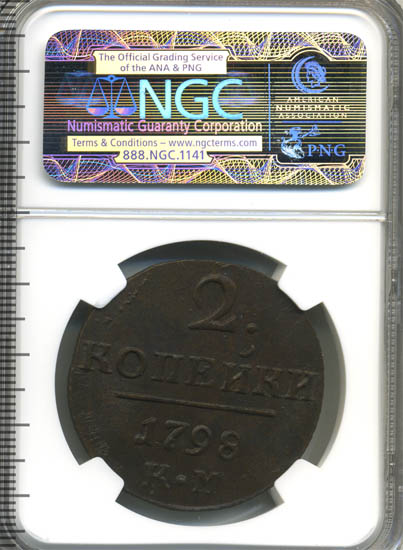 The Official Grading Service
of the ANA & PNG
NGC
Numismatic Guaranty Corporation
Terms & Conditions – www.ngcterms.com
888.NGC.1141
AMERICAN
NUMISMATIC
ASSOCIATION
PNG
2
КОПЕЙКИ
1798
К•М